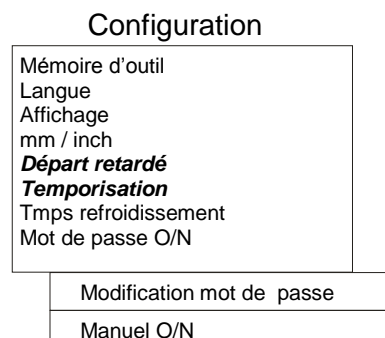 Configuration
Mémoire d'outil
Langue
Affichage
mm / inch
Départ retardé
Temporisation
Tmps refroidissement
Mot de passe O/N
Modification mot de passe
Manuel O/N